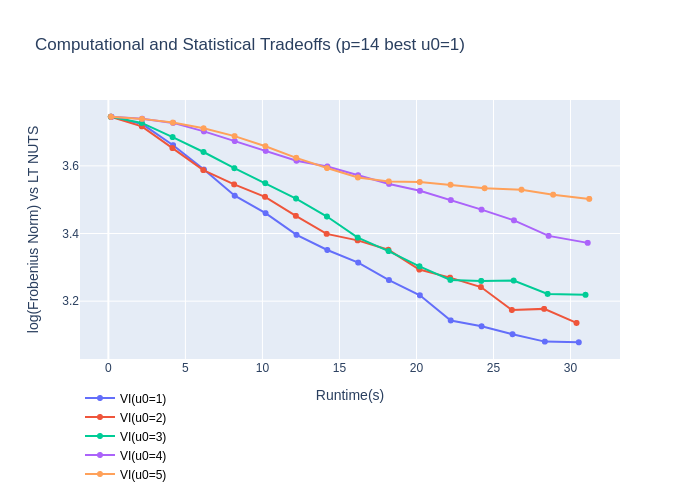 Computational and Statistical Tradeoffs (p=14 best u0=1)
log(Frobenius Norm) vs LT NUTS
3.6
3.4
3.2
0 5 10 15 20 25 30
Runtime(s)
VI(u0=1)
VI(u0=2)
VI(u0=3)
VI(u0=4)
VI(u0=5)